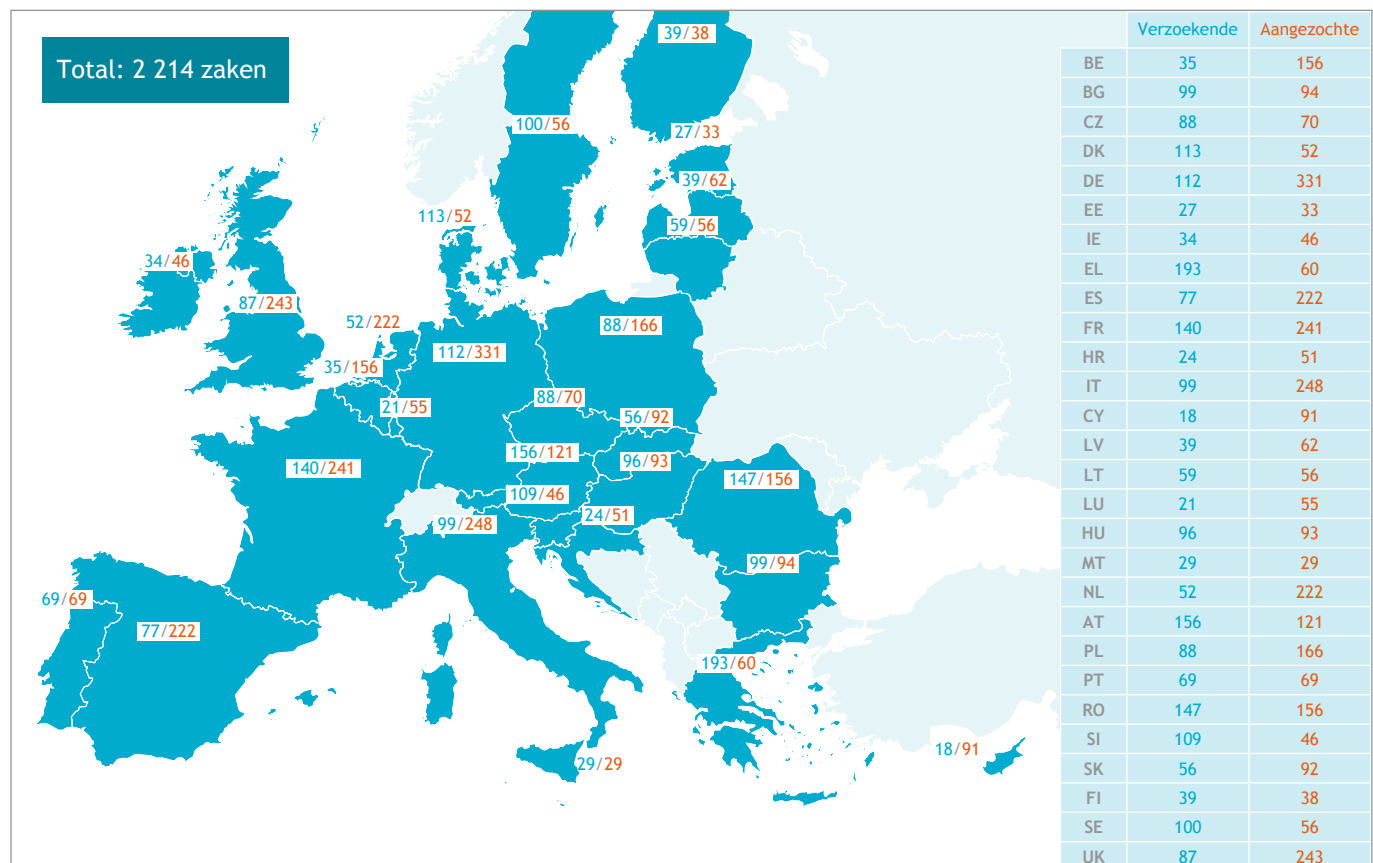 Total: 2 214 zaken
39/38
100/56
27/33
39/62
113/52
59/56
34/46
87/243
52/222
88/166
112/331
35/156
88/70
21/55
56/92
156/121
96/93
140/241
147/156
109/46
24/51
99/248
99/94
69/69
77/222
193/60
18/91
29/29
Verzoekende Aangezochte
BE 35 156
BG 99 94
CZ 88 70
DK 113 52
DE 112 331
EE 27 33
IE 34 46
EL 193 60
ES 77 222
FR 140 241
HR 24 51
IT 99 248
CY 18 91
LV 39 62
LT 59 56
LU 21 55
HU 96 93
MT 29 29
NL 52 222
AT 156 121
PL 88 166
PT 69 69
RO 147 156
SI 109 46
SK 56 92
FI 39 38
SE 100 56
UK 87 243